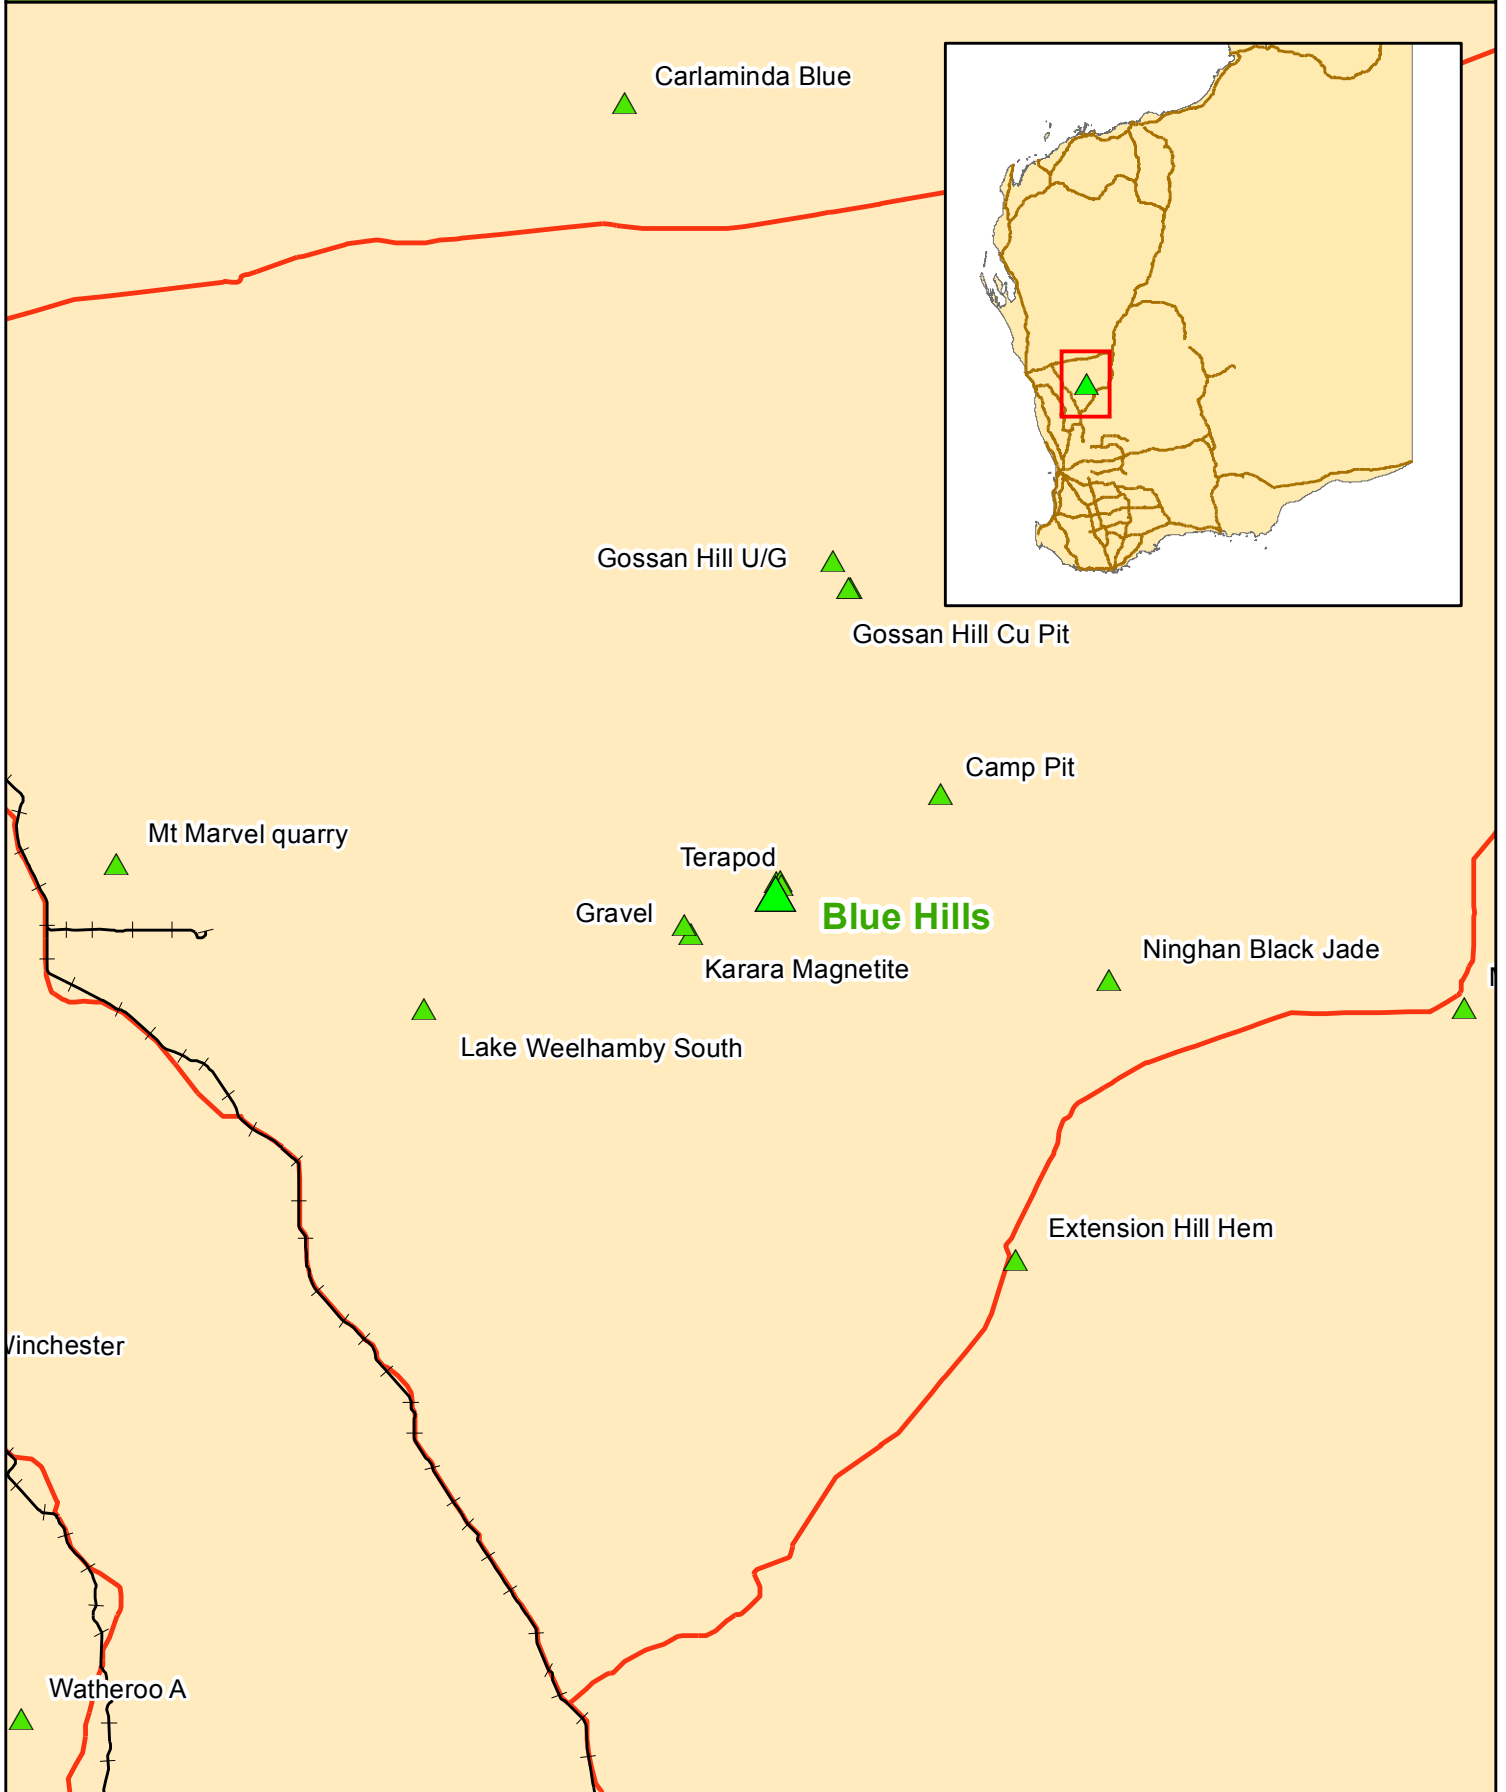 Carlaminda Blue
Gossan Hill U/G
Gossan Hill Cu Pit
Camp Pit
Mt Marvel quarry
Terapod
Blue Hills
Gravel
Karara Magnetite
Ninghan Black Jade
Lake Weelhamby South
Extension Hill Hem
inchester
Watheroo A